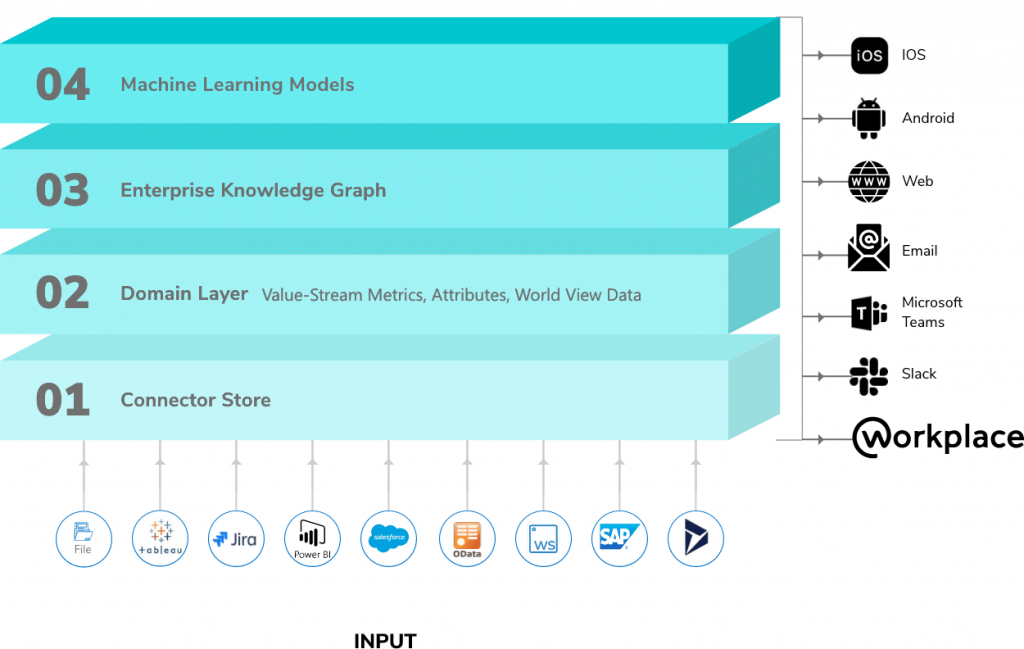 04 Machine Learning Models
03 Enterprise Knowledge Graph
02 Domain Layer Value-Stream Metrics, Attributes, World View Data
01 Connector Store
iOS IOS
Android
WWW Web
@ Email
T Microsoft
Teams
Slack
Workplace
File
+ableau
Jira
Power BI
salesforce
OData
WS
SAP
INPUT